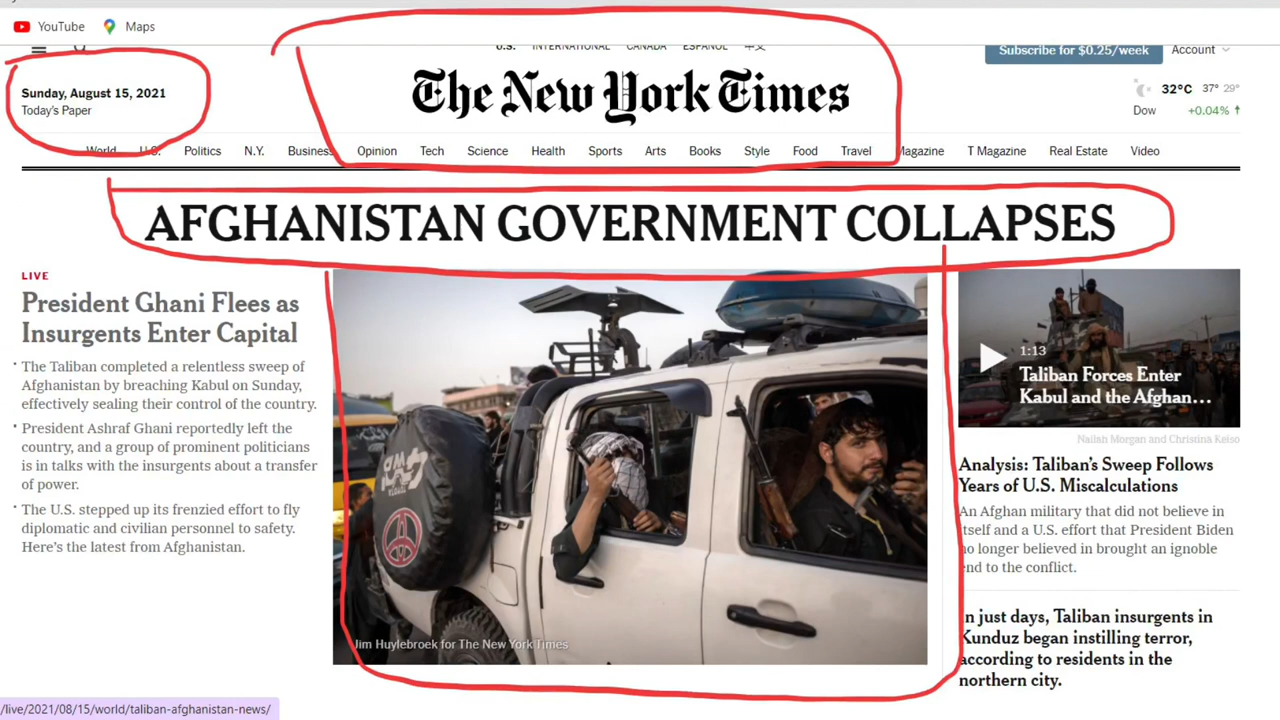 YouTube
Maps
U.S. INTERNATIONAL CANADA ESPAÑOL 中文
Subscribe for $0.25/week
Account
Sunday, August 15, 2021
Today's Paper
The New York Times
32°C 37° 29°
Dow +0.04% ↑
World U.S. Politics N.Y. Business Opinion Tech Science Health Sports Arts Books Style Food Travel Magazine T Magazine Real Estate Video
AFGHANISTAN GOVERNMENT COLLAPSES
LIVE
President Ghani Flees as
Insurgents Enter Capital
• The Taliban completed a relentless sweep of
Afghanistan by breaching Kabul on Sunday,
effectively sealing their control of the country.
• President Ashraf Ghani reportedly left the
country, and a group of prominent politicians
is in talks with the insurgents about a transfer
of power.
• The U.S. stepped up its frenzied effort to fly
diplomatic and civilian personnel to safety.
Here's the latest from Afghanistan.
Jim Huylebroek for The New York Times
1:13
Taliban Forces Enter
Kabul and the Afghan…
Nailah Morgan and Christina Kelso
Analysis: Taliban's Sweep Follows
Years of U.S. Miscalculations
An Afghan military that did not believe in
itself and a U.S. effort that President Biden
no longer believed in brought an ignoble
end to the conflict.
In just days, Taliban insurgents in
Kunduz began instilling terror,
according to residents in the
northern city.
/live/2021/08/15/world/taliban-afghanistan-news/